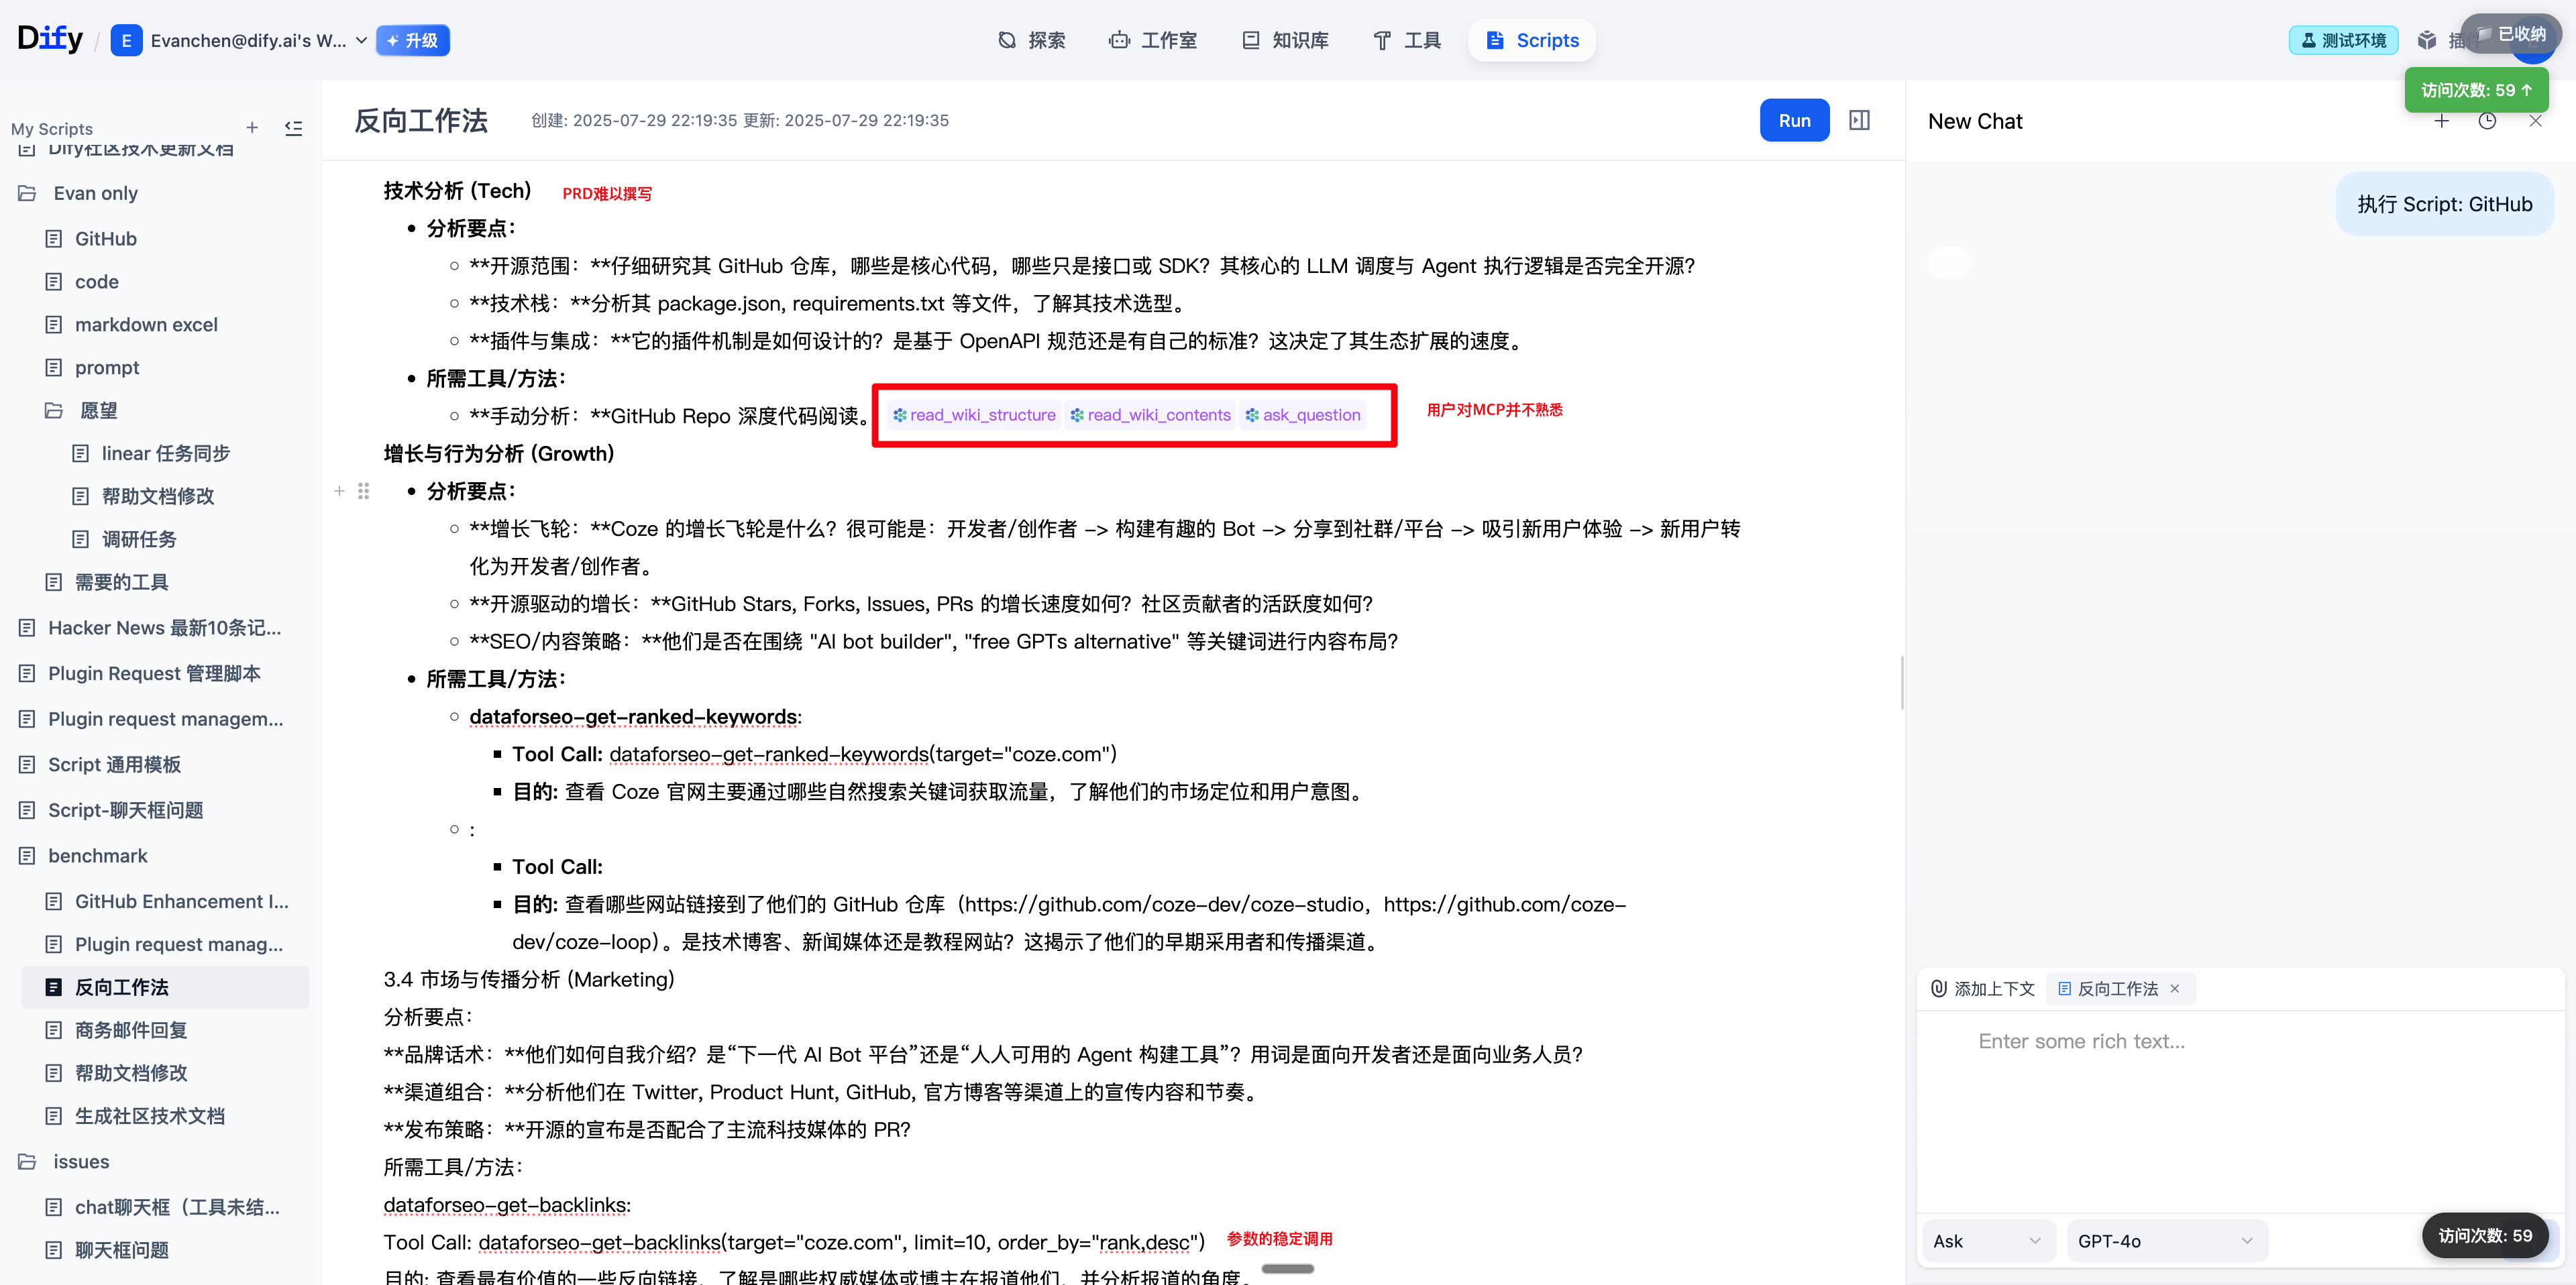 Dify / E Evanchen@dify.ai's W... 升级 探索 工作室 知识库 工具 Scripts 测试环境 已收纳
访问次数: 59 ↑
My Scripts
Dify社区技术更新文档
Evan only
GitHub
code
markdown excel
prompt
愿望
linear 任务同步
帮助文档修改
调研任务
需要的工具
Hacker News 最新10条记...
Plugin Request 管理脚本
Plugin request managem...
Script 通用模板
Script-聊天框问题
benchmark
GitHub Enhancement I...
Plugin request manag...
反向工作法
商务邮件回复
帮助文档修改
生成社区技术文档
issues
chat聊天框（工具未结...
聊天框问题
反向工作法 创建: 2025-07-29 22:19:35 更新: 2025-07-29 22:19:35 Run
技术分析 (Tech) PRD难以撰写
• 分析要点：
○ **开源范围：**仔细研究其 GitHub 仓库，哪些是核心代码，哪些只是接口或 SDK？其核心的 LLM 调度与 Agent 执行逻辑是否完全开源？
○ **技术栈：**分析其 package.json, requirements.txt 等文件，了解其技术选型。
○ **插件与集成：**它的插件机制是如何设计的？是基于 OpenAPI 规范还是有自己的标准？这决定了其生态扩展的速度。
• 所需工具/方法：
○ **手动分析：**GitHub Repo 深度代码阅读。 read_wiki_structure read_wiki_contents ask_question 用户对MCP并不熟悉
增长与行为分析 (Growth)
• 分析要点：
○ **增长飞轮：**Coze 的增长飞轮是什么？很可能是：开发者/创作者 –> 构建有趣的 Bot –> 分享到社群/平台 –> 吸引新用户体验 –> 新用户转
化为开发者/创作者。
○ **开源驱动的增长：**GitHub Stars, Forks, Issues, PRs 的增长速度如何？社区贡献者的活跃度如何？
○ **SEO/内容策略：**他们是否在围绕 "AI bot builder", "free GPTs alternative" 等关键词进行内容布局？
• 所需工具/方法：
○ dataforseo–get–ranked–keywords:
▪ Tool Call: dataforseo–get–ranked–keywords(target="coze.com")
▪ 目的: 查看 Coze 官网主要通过哪些自然搜索关键词获取流量，了解他们的市场定位和用户意图。
○ :
▪ Tool Call:
▪ 目的: 查看哪些网站链接到了他们的 GitHub 仓库（https://github.com/coze-dev/coze-studio，https://github.com/coze–
dev/coze–loop）。是技术博客、新闻媒体还是教程网站？这揭示了他们的早期采用者和传播渠道。
3.4 市场与传播分析 (Marketing)
分析要点：
**品牌话术：**他们如何自我介绍？是“下一代 AI Bot 平台”还是“人人可用的 Agent 构建工具”？用词是面向开发者还是面向业务人员？
**渠道组合：**分析他们在 Twitter, Product Hunt, GitHub, 官方博客等渠道上的宣传内容和节奏。
**发布策略：**开源的宣布是否配合了主流科技媒体的 PR？
所需工具/方法：
dataforseo–get–backlinks:
Tool Call: dataforseo–get–backlinks(target="coze.com", limit=10, order_by="rank,desc") 参数的稳定调用
目的: 查看最有价值的一些反向链接，了解是哪些权威媒体或博主在报道他们，并分析报道的角度。
New Chat
执行 Script: GitHub
添加上下文 反向工作法 ×
Enter some rich text...
Ask GPT-4o 访问次数: 59